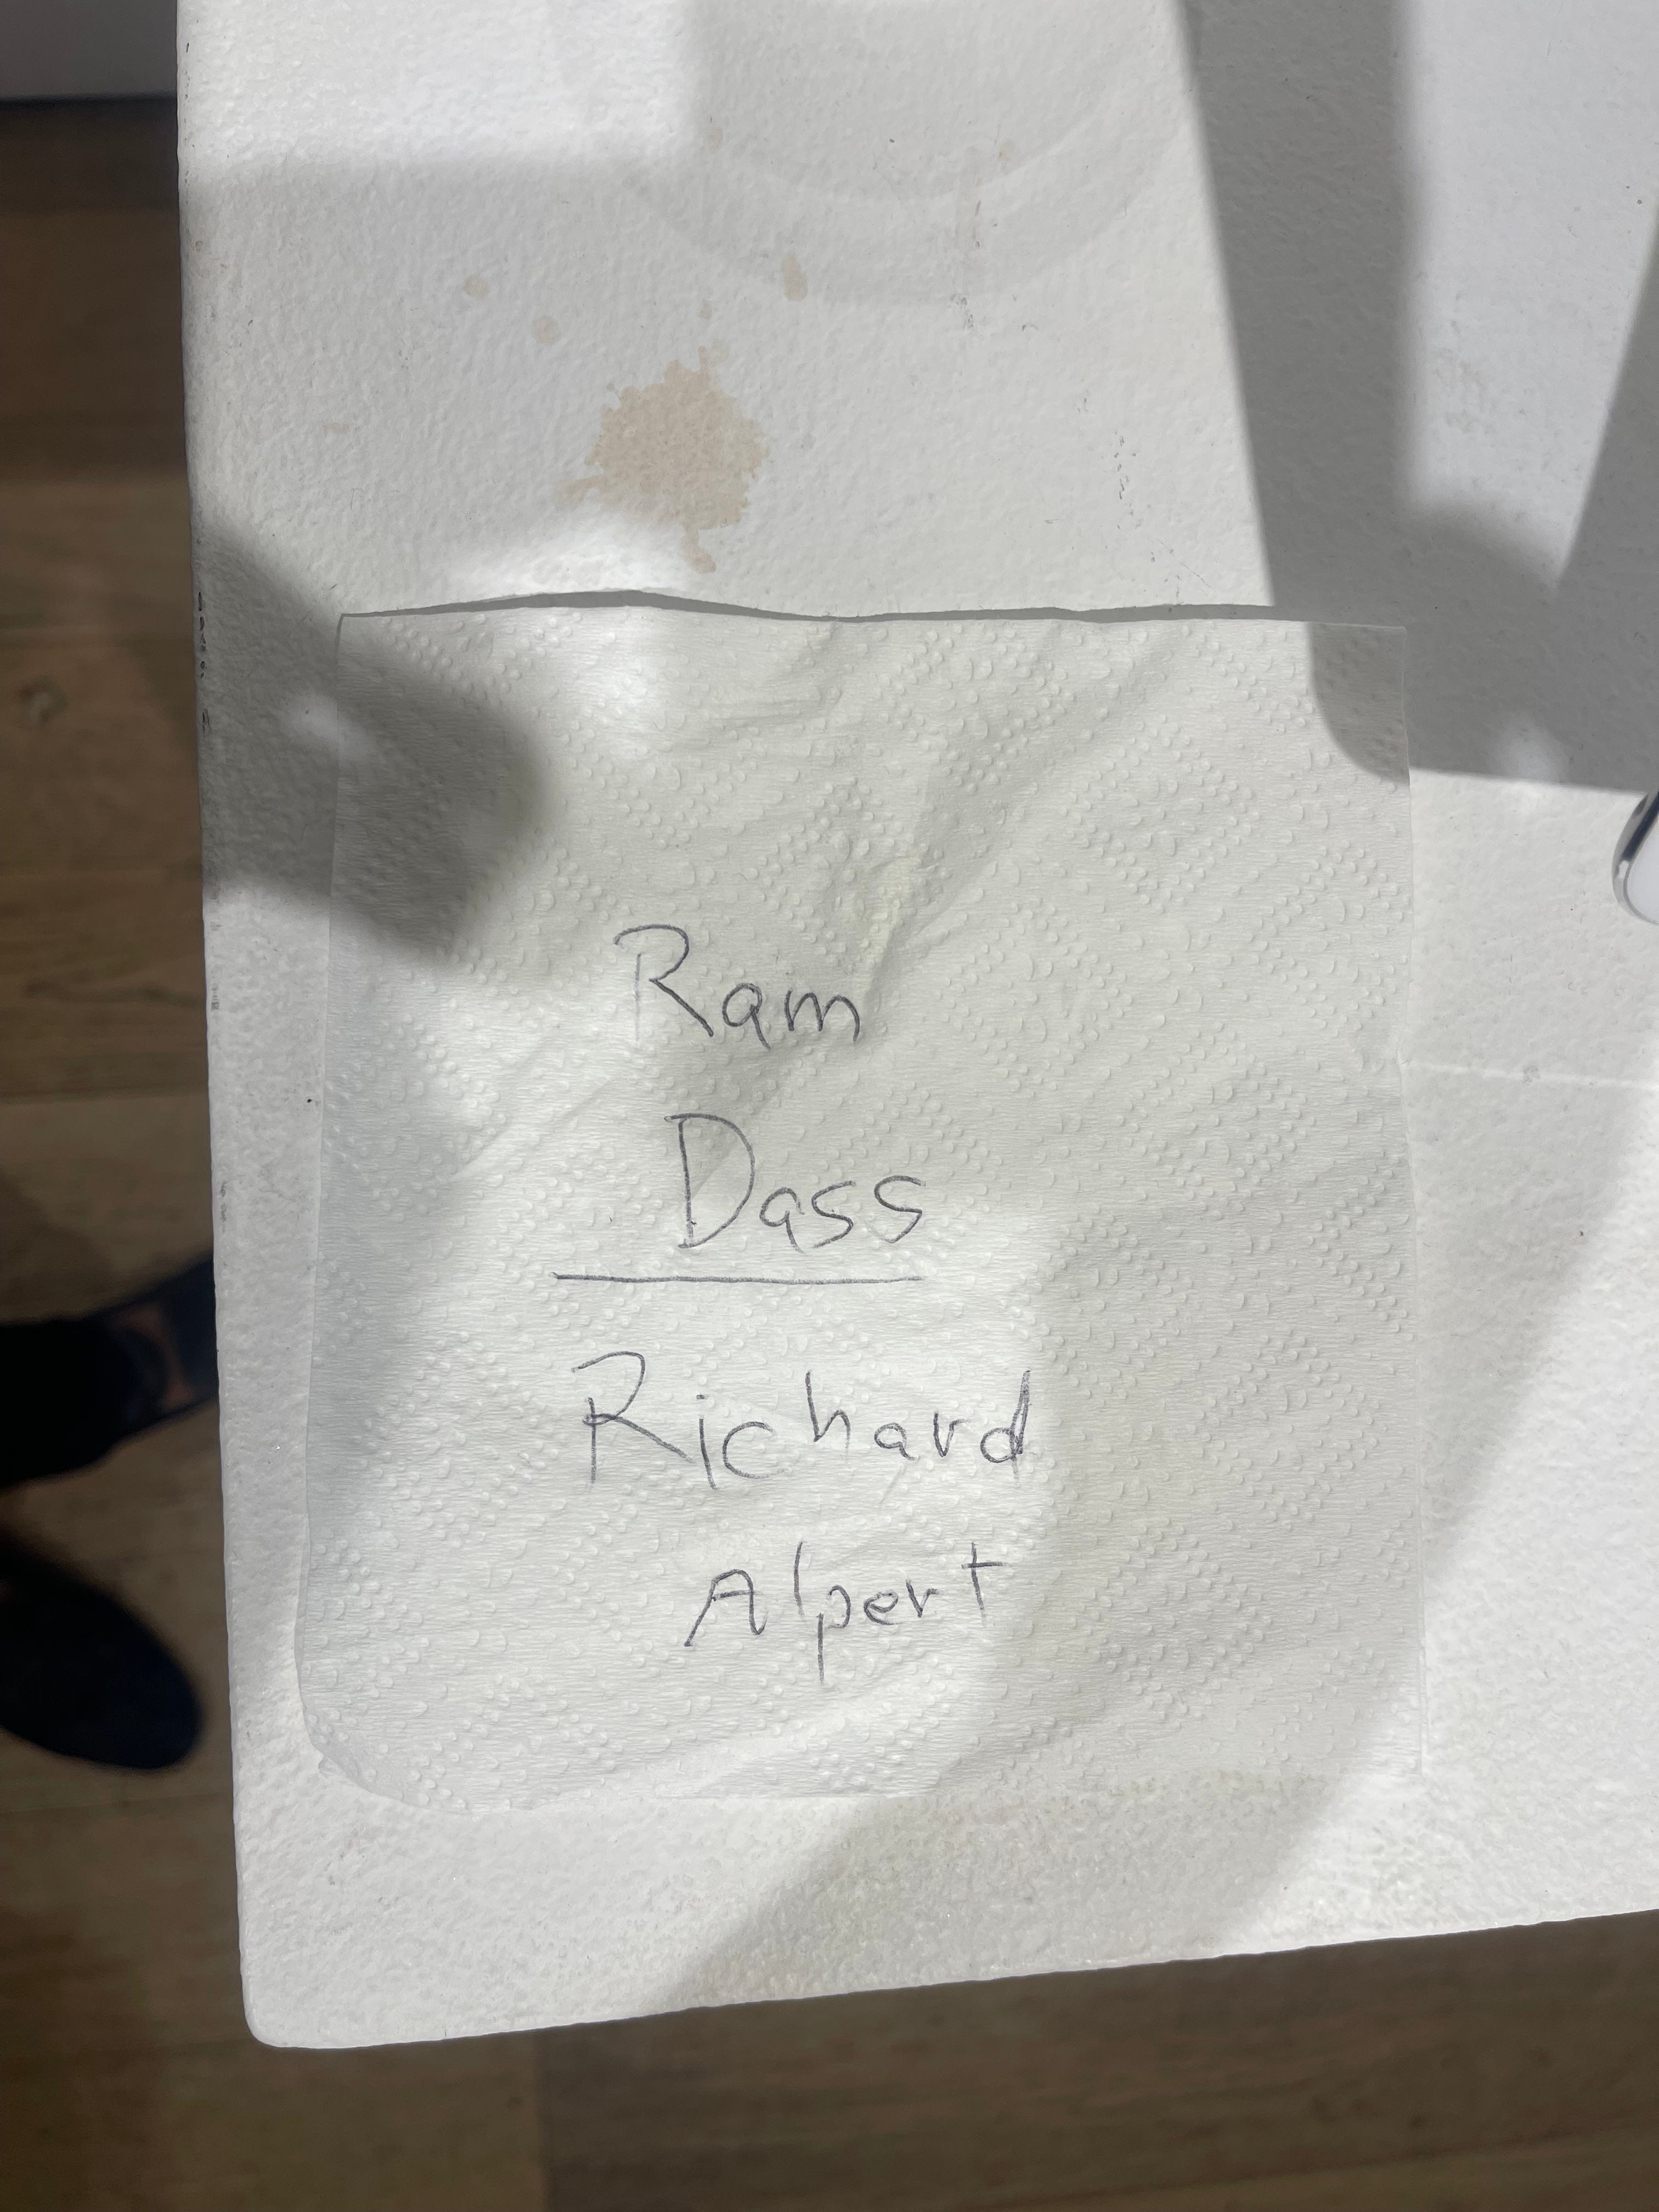 Ram
Dass
Richard
Alpert